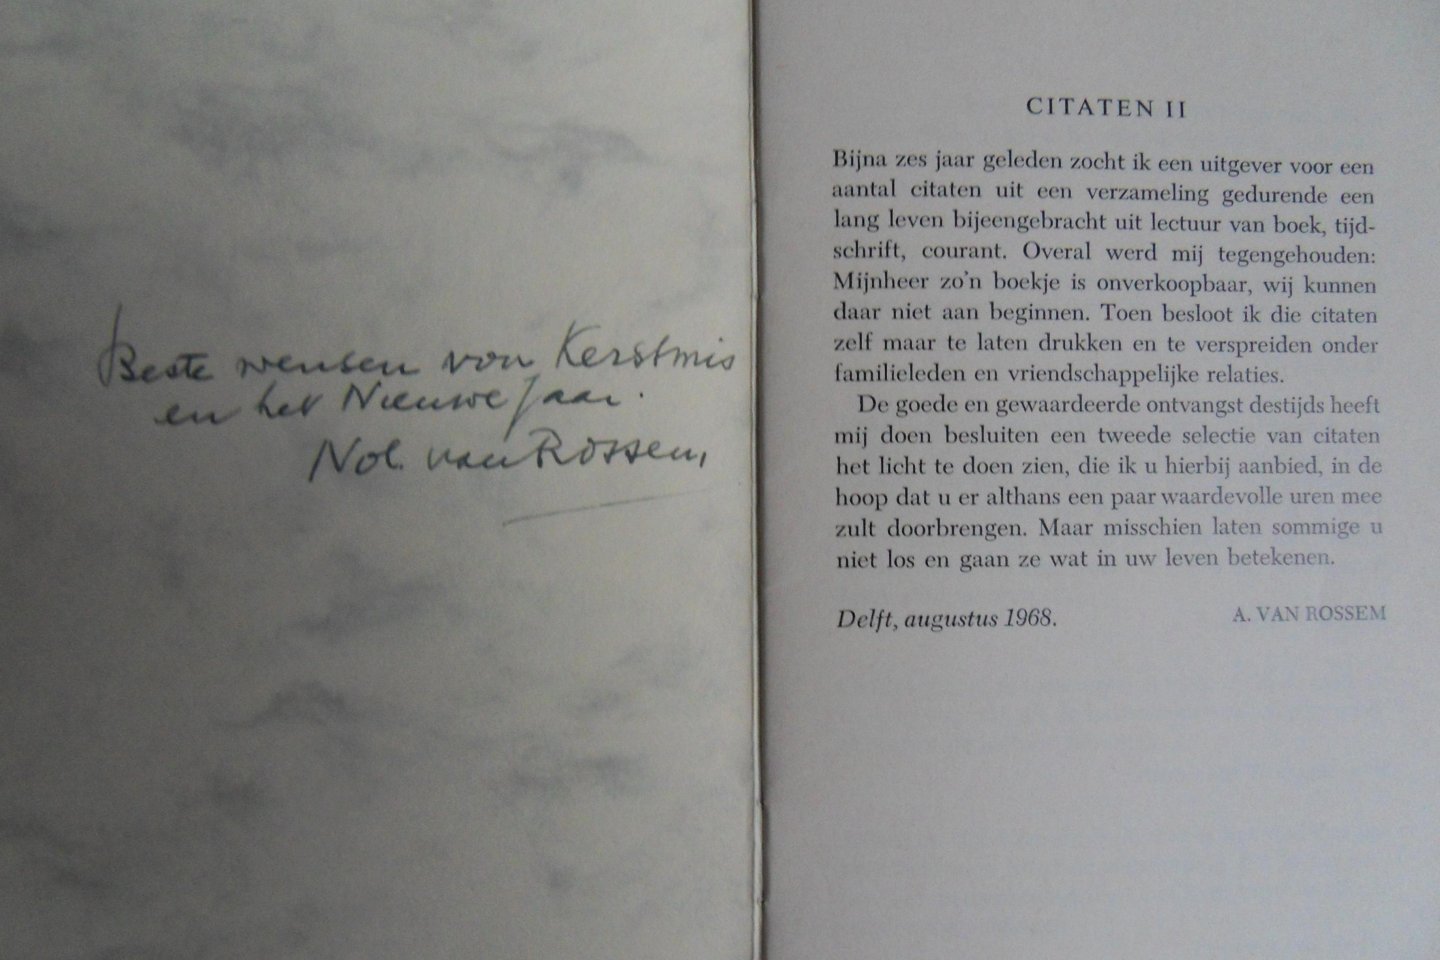 Beste wensen von Kerstmis
en het Nieuwe Jaar.
Nol. van Rossem,
CITATEN II
Bijna zes jaar geleden zocht ik een uitgever voor een
aantal citaten uit een verzameling gedurende een
lang leven bijeengebracht uit lectuur van boek, tijd-
schrift, courant. Overal werd mij tegengehouden:
Mijnheer zo'n boekje is onverkoopbaar, wij kunnen
daar niet aan beginnen. Toen besloot ik die citaten
zelf maar te laten drukken en te verspreiden onder
familieleden en vriendschappelijke relaties.
De goede en gewaardeerde ontvangst destijds heeft
mij doen besluiten een tweede selectie van citaten
het licht te doen zien, die ik u hierbij aanbied, in de
hoop dat u er althans een paar waardevolle uren mee
zult doorbrengen. Maar misschien laten sommige u
niet los en gaan ze wat in uw leven betekenen.
Delft, augustus 1968. A. VAN ROSSEM